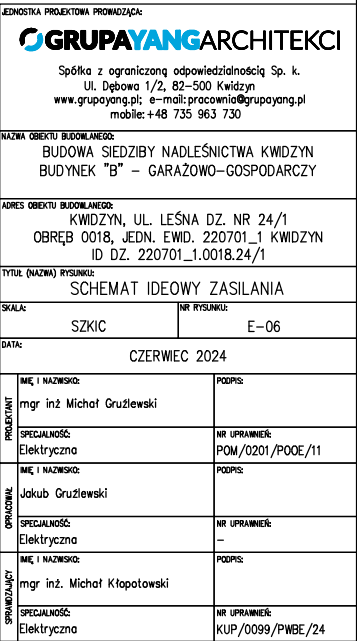 JEDNOSTKA PROJEKTOWA PROWADZĄCA:
GRUPAYANGARCHITEKCI
Spółka z ograniczoną odpowiedzialnością Sp. k.
Ul. Dębowa 1/2, 82-500 Kwidzyn
www.grupayang.pl; e-mail:pracownia@grupayang.pl
mobile:+48 735 963 730
NAZWA OBIEKTU BUDOWLANEGO:
BUDOWA SIEDZIBY NADLEŚNICTWA KWIDZYN
BUDYNEK "B" - GARAŻOWO-GOSPODARCZY
ADRES OBIEKTU BUDOWLANEGO:
KWIDZYN, UL. LEŚNA DZ. NR 24/1
OBRĘB 0018, JEDN. EWID. 220701_1 KWIDZYN
ID DZ. 220701_1.0018.24/1
TYTUŁ (NAZWA) RYSUNKU:
SCHEMAT IDEOWY ZASILANIA
SKALA: NR RYSUNKU:
SZKIC E-06
DATA:
CZERWIEC 2024
PROJEKTANT
IMIĘ I NAZWISKO: PODPIS:
mgr inż Michał Gruźlewski
SPECJALNOŚĆ: NR UPRAWNIEŃ:
Elektryczna POM/0201/POOE/11
OPRACOWAŁ
IMIĘ I NAZWISKO: PODPIS:
Jakub Gruźlewski
SPECJALNOŚĆ: NR UPRAWNIEŃ:
Elektryczna -
SPRAWDZAJĄCY
IMIĘ I NAZWISKO: PODPIS:
mgr inż. Michał Kłopotowski
SPECJALNOŚĆ: NR UPRAWNIEŃ:
Elektryczna KUP/0099/PWBE/24